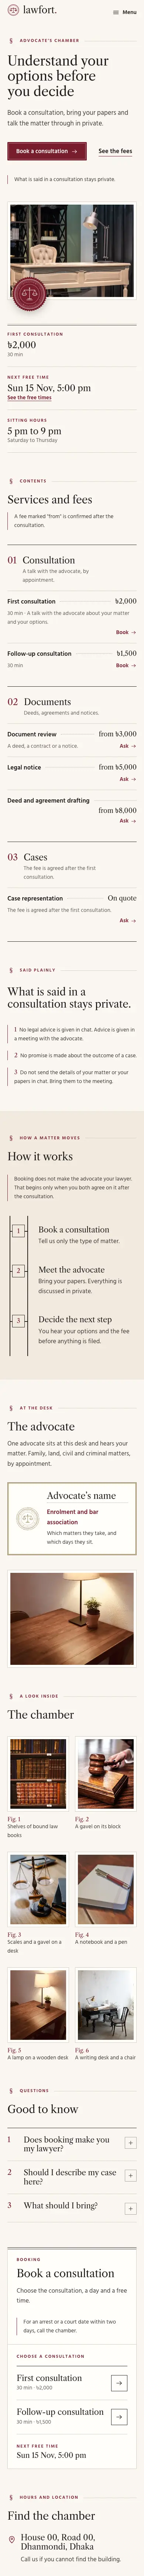 lawfort.
Menu
§ ADVOCATE'S CHAMBER
Understand your
options before
you decide
Book a consultation, bring your papers and
talk the matter through in private.
Book a consultation →
See the fees
What is said in a consultation stays private.
FIRST CONSULTATION
৳2,000
30 min
NEXT FREE TIME
Sun 15 Nov, 5:00 pm
See the free times
SITTING HOURS
5 pm to 9 pm
Saturday to Thursday
§ CONTENTS
Services and fees
A fee marked "from" is confirmed after the
consultation.
01 Consultation
A talk with the advocate, by
appointment.
First consultation ৳2,000
30 min · A talk with the advocate about your matter
and your options.
Book →
Follow-up consultation ৳1,500
30 min Book →
02 Documents
Deeds, agreements and notices.
Document review from ৳3,000
A deed, a contract or a notice. Ask →
Legal notice from ৳5,000
Ask →
Deed and agreement drafting
from ৳8,000
Ask →
03 Cases
The fee is agreed after the first
consultation.
Case representation On quote
The fee is agreed after the first consultation.
Ask →
§ SAID PLAINLY
What is said in a
consultation stays private.
1 No legal advice is given in chat. Advice is given in
a meeting with the advocate.
2 No promise is made about the outcome of a case.
3 Do not send the details of your matter or your
papers in chat. Bring them to the meeting.
§ HOW A MATTER MOVES
How it works
Booking does not make the advocate your lawyer.
That begins only when you both agree on it after
the consultation.
1 Book a consultation
Tell us only the type of matter.
2 Meet the advocate
Bring your papers. Everything is
discussed in private.
3 Decide the next step
You hear your options and the fee
before anything is filed.
§ AT THE DESK
The advocate
One advocate sits at this desk and hears your
matter. Family, land, civil and criminal matters,
by appointment.
Advocate's name
Enrolment and bar
association
Which matters they take, and
which days they sit.
§ A LOOK INSIDE
The chamber
Fig. 1
Shelves of bound law
books
Fig. 2
A gavel on its block
Fig. 3
Scales and a gavel on a
desk
Fig. 4
A notebook and a pen
Fig. 5
A lamp on a wooden desk
Fig. 6
A writing desk and a chair
§ QUESTIONS
Good to know
1 Does booking make you
my lawyer?
2 Should I describe my case
here?
3 What should I bring?
BOOKING
Book a consultation
Choose the consultation, a day and a free
time.
For an arrest or a court date within two
days, call the chamber.
CHOOSE A CONSULTATION
First consultation
30 min · ৳2,000
Follow-up consultation
30 min · ৳1,500
NEXT FREE TIME
Sun 15 Nov, 5:00 pm
§ HOURS AND LOCATION
Find the chamber
House 00, Road 00,
Dhanmondi, Dhaka
Call us if you cannot find the building.